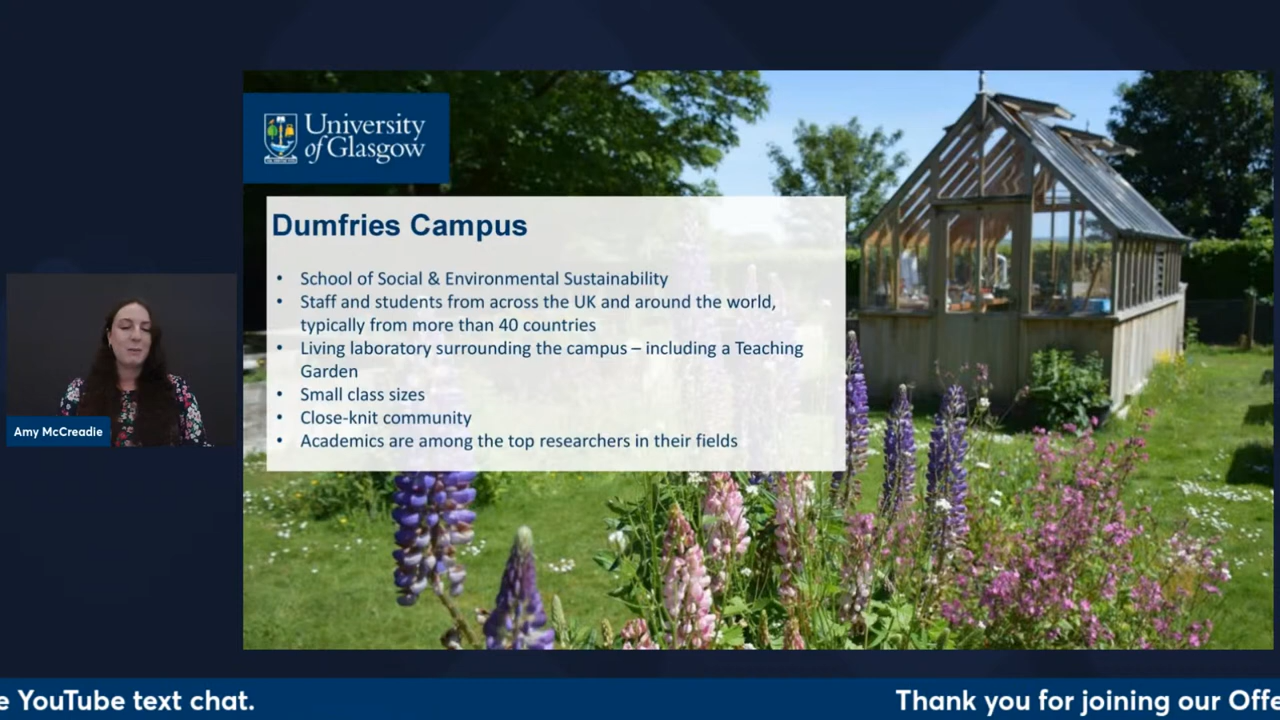 University
of Glasgow
Dumfries Campus
• School of Social & Environmental Sustainability
• Staff and students from across the UK and around the world,
typically from more than 40 countries
• Living laboratory surrounding the campus – including a Teaching
Garden
• Small class sizes
• Close-knit community
• Academics are among the top researchers in their fields
Amy McCreadie
e YouTube text chat.
Thank you for joining our Offe